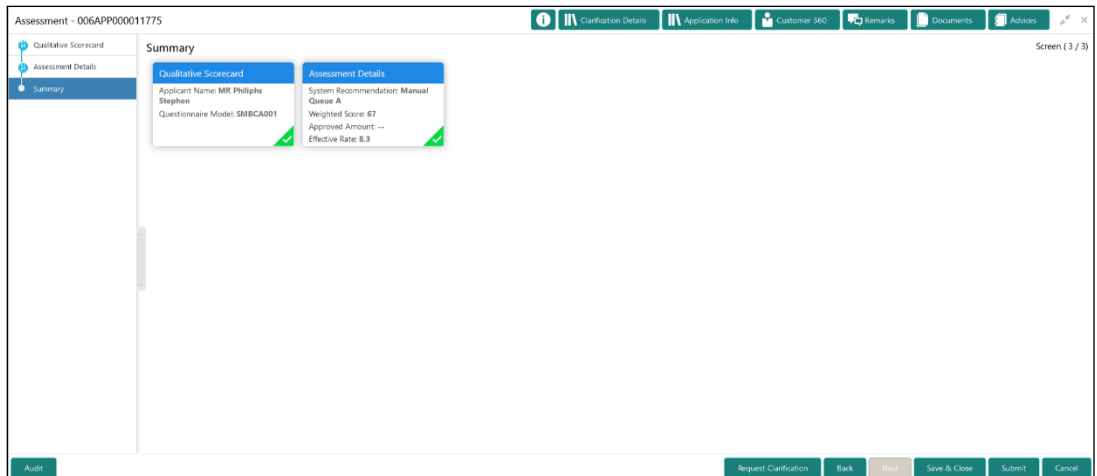 Assessment - 006APP000011775
Clarification Details
Application Info
Customer 360
Remarks
Documents
Advices
Qualitative Scorecard
Assessment Details
Summary
Summary
Screen ( 3 / 3)
Qualitative Scorecard
Applicant Name: MR Philiphs
Stephen
Questionnaire Model: SMBCA001
Assessment Details
System Recommendation: Manual
Queue A
Weighted Score: 67
Approved Amount: --
Effective Rate: 8.3
Audit
Request Clarification
Back
Next
Save & Close
Submit
Cancel